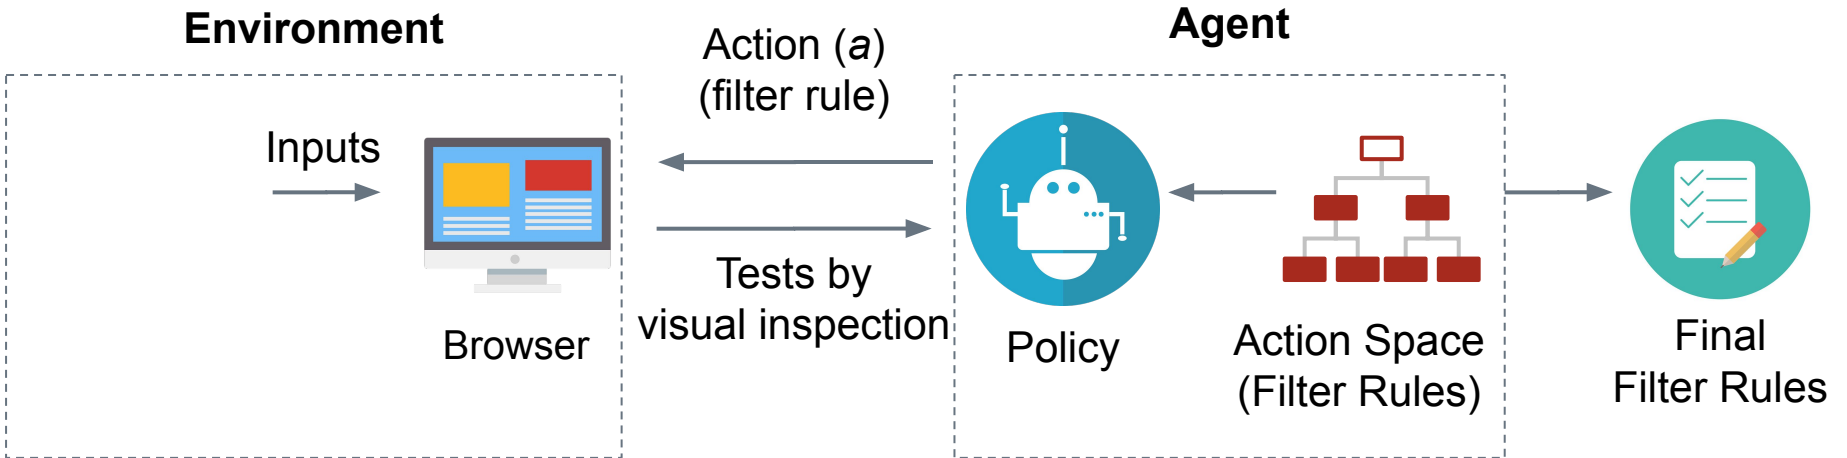 Environment
Agent
Action (a)
(filter rule)
Inputs
Tests by
visual inspection
Browser
Policy
Action Space
(Filter Rules)
Final
Filter Rules